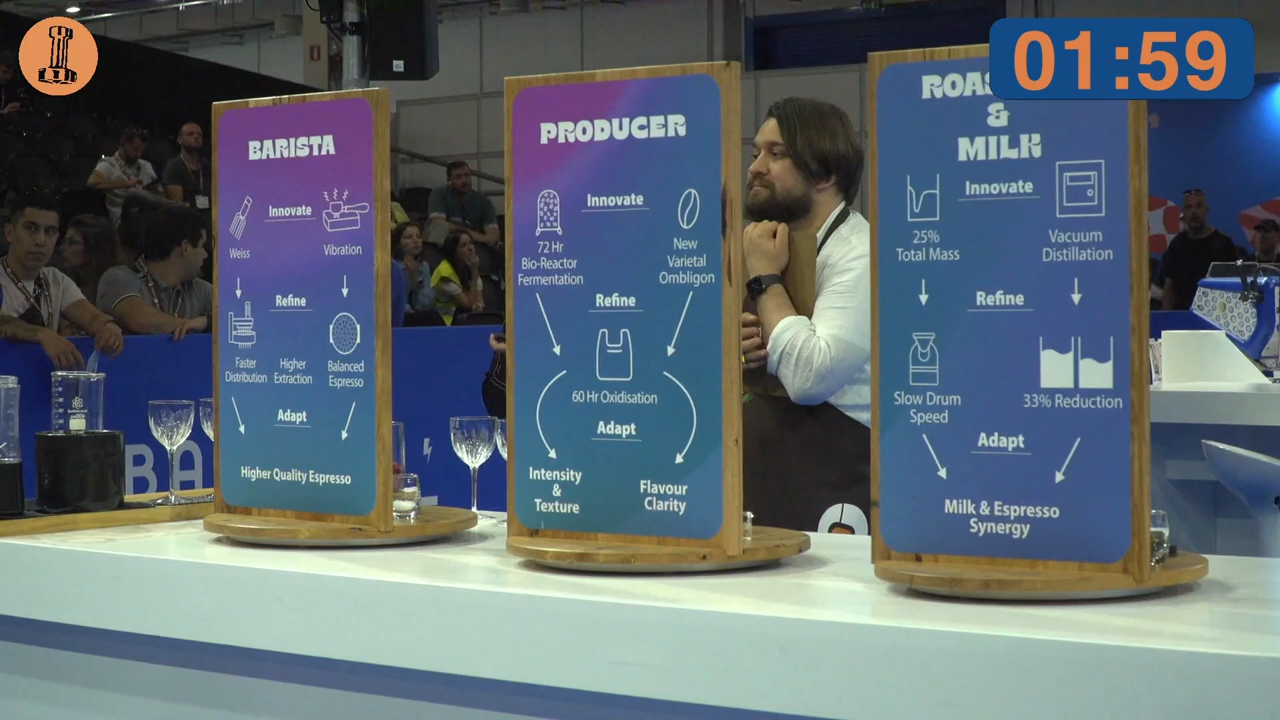 01:59
BARISTA
Innovate
Weiss
Vibration
Refine
Faster
Distribution
Higher
Extraction
Balanced
Espresso
Adapt
Higher Quality Espresso
PRODUCER
Innovate
72 Hr
Bio-Reactor
Fermentation
New
Varietal
Ombligon
Refine
60 Hr Oxidisation
Adapt
Intensity
&
Texture
Flavour
Clarity
&
MILK
Innovate
25%
Total Mass
Vacuum
Distillation
Refine
Slow Drum
Speed
33% Reduction
Adapt
Milk & Espresso
Synergy
BA